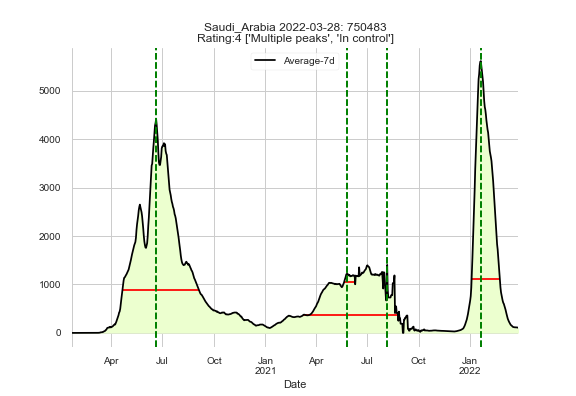 Saudi_Arabia 2022-03-28: 750483
Rating:4 ['Multiple peaks', 'In control']
Average-7d
5000
4000
3000
2000
1000
0
Apr Jul Oct Jan Apr Jul Oct Jan
2021 2022
Date